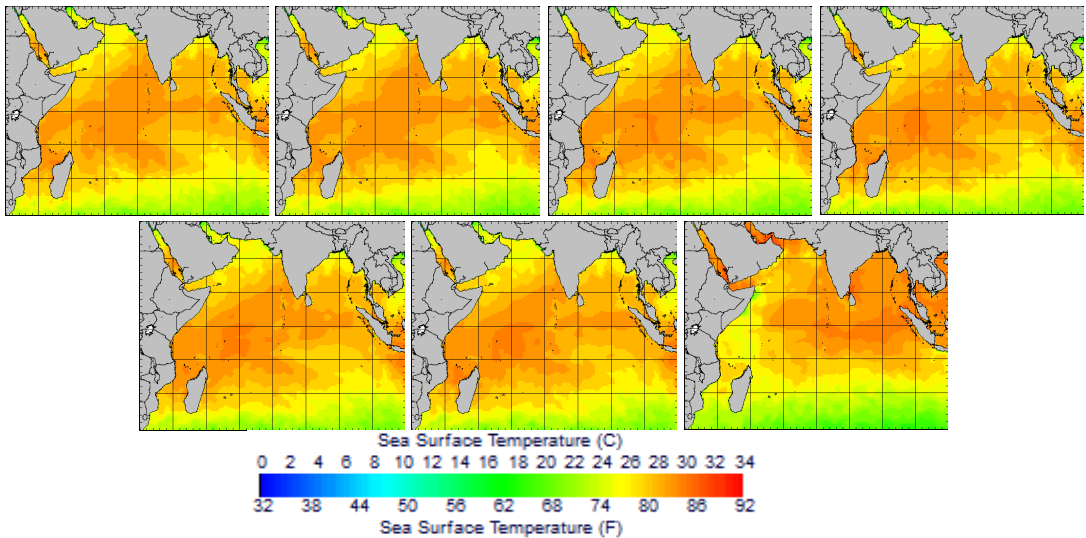 Sea Surface Temperature (C)
0 2 4 6 8 10 12 14 16 18 20 22 24 26 28 30 32 34
32 38 44 50 56 62 68 74 80 86 92
Sea Surface Temperature (F)